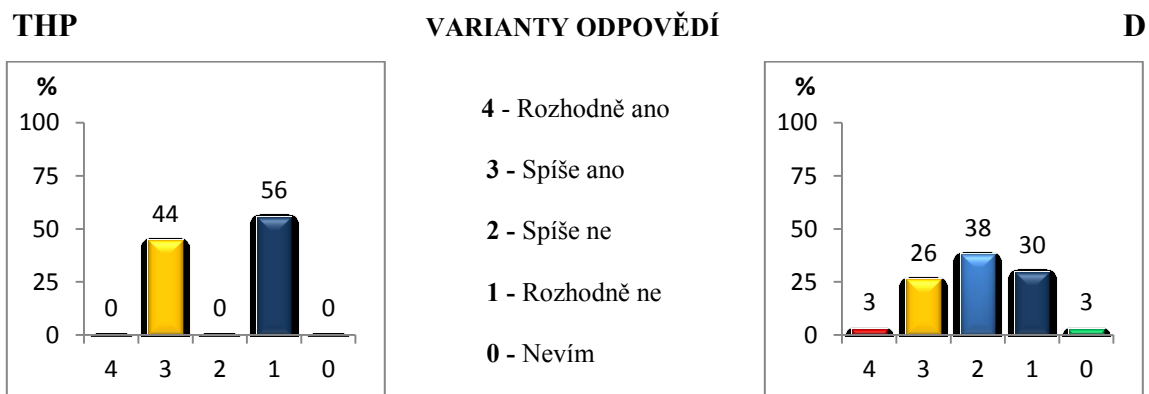 THP VARIANTY ODPOVĚDÍ D
%
100
75
50
25
0
0 44 0 56 0
4 3 2 1 0
4 - Rozhodně ano
3 - Spíše ano
2 - Spíše ne
1 - Rozhodně ne
0 - Nevím
%
100
75
50
25
0
3 26 38 30 3
4 3 2 1 0